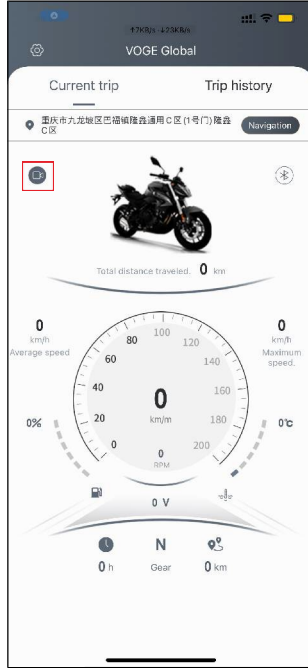 ↑7KB/s ↓23KB/s
VOGE Global
Current trip
Trip history
重庆市九龙坡区巴福镇隆鑫通用C区(1号门)隆鑫
C区
Navigation
Total distance traveled. 0 km
0
km/h
Average speed
0
km/h
Maximum
speed.
0
20
40
60
80
100
120
140
160
180
200
0
km/m
0
RPM
0%
0℃
0 V
0 h
N
Gear
0 km